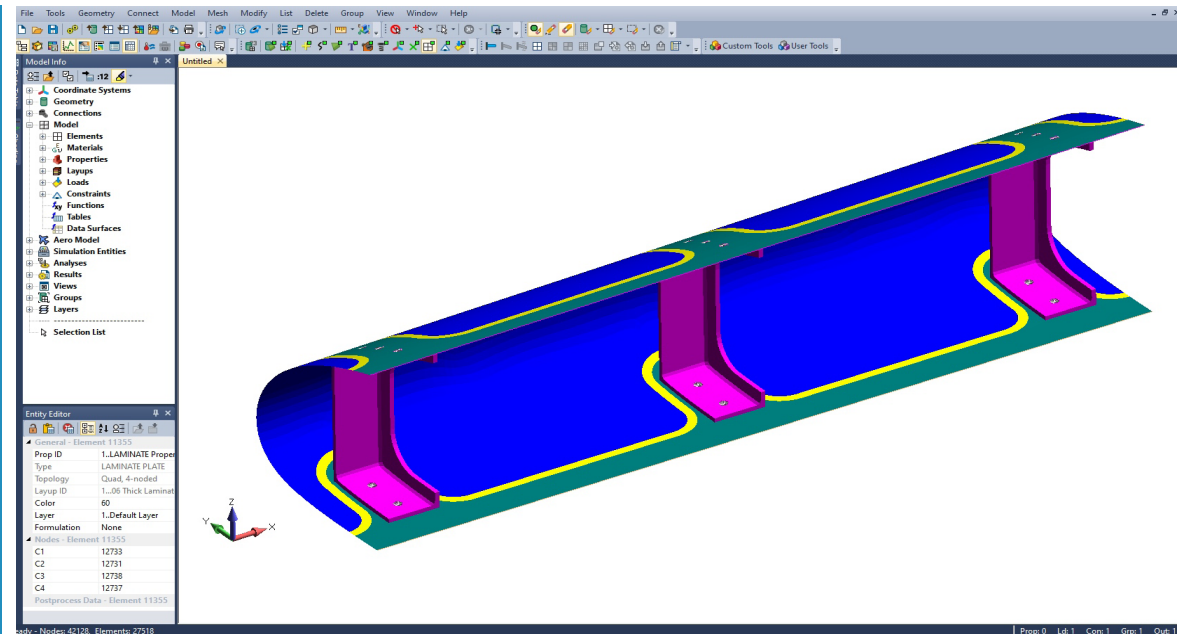 File Tools Geometry Connect Model Mesh Modify List Delete Group View Window Help
Custom Tools User Tools
Model Info
Untitled
:12
Coordinate Systems
Geometry
Connections
Model
Elements
Materials
Properties
Layups
Loads
Constraints
Functions
Tables
Data Surfaces
Aero Model
Simulation Entities
Analyses
Results
Views
Groups
Layers
Selection List
Entity Editor
General - Element 11355
Prop ID 1..LAMINATE Proper
Type LAMINATE PLATE
Topology Quad, 4-noded
Layup ID 1...06 Thick Laminat
Color 60
Layer 1..Default Layer
Formulation None
Nodes - Element 11355
C1 12733
C2 12731
C3 12738
C4 12737
Postprocess Data - Element 11355
Z
Y
X
eady - Nodes: 42128, Elements: 27518 Prop: 0 Ld: 1 Con: 1 Grp: 1 Out: 1